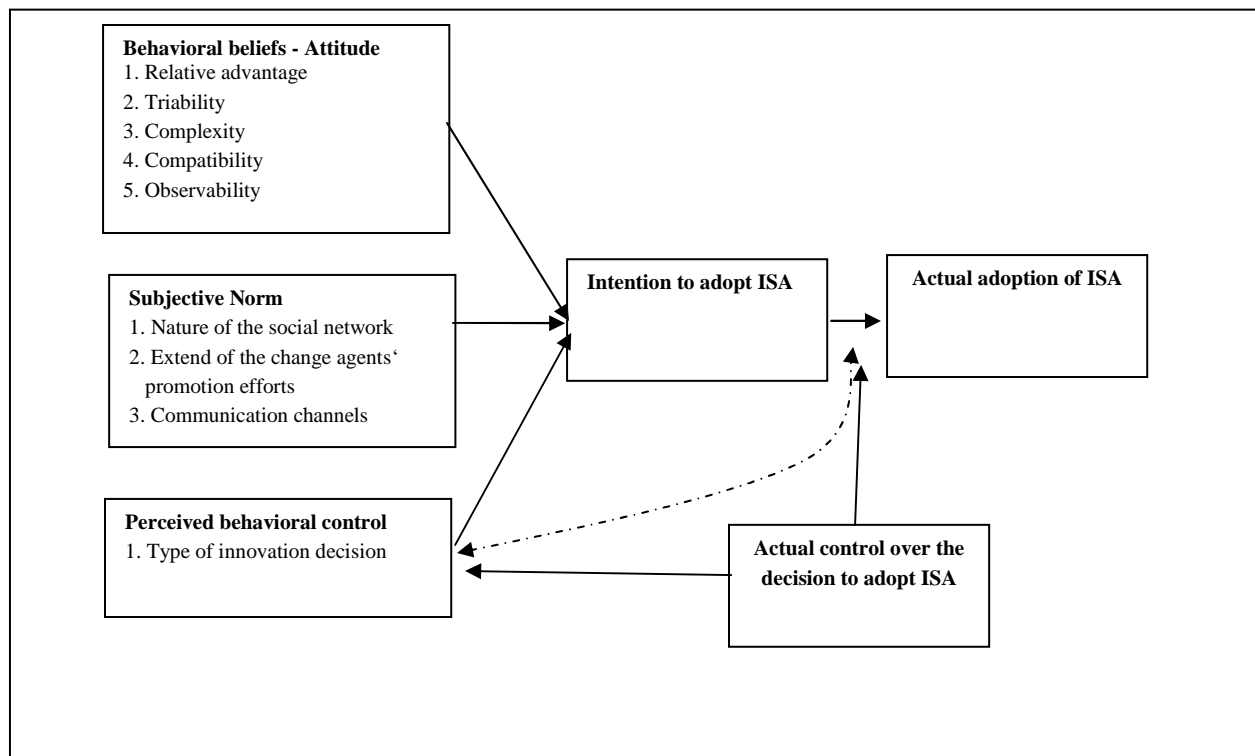 Behavioral beliefs - Attitude
1. Relative advantage
2. Triability
3. Complexity
4. Compatibility
5. Observability
Subjective Norm
1. Nature of the social network
2. Extend of the change agents‘
promotion efforts
3. Communication channels
Perceived behavioral control
1. Type of innovation decision
Intention to adopt ISA
Actual adoption of ISA
Actual control over the
decision to adopt ISA